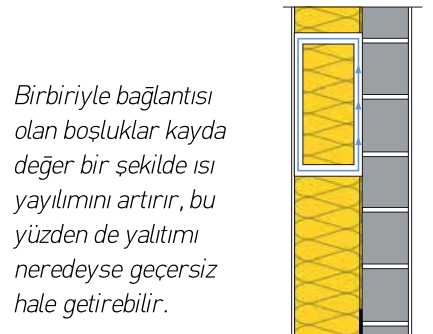 Birbiriyle bağlantısı
olan boşluklar kayda
değer bir şekilde ısı
yayılımını artırır, bu
yüzden de yalıtımı
neredeyse geçersiz
hale getirebilir.